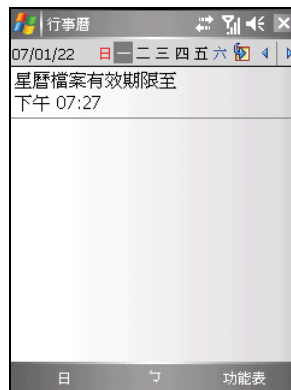 行事曆
07/01/22 日 一 二 三 四 五 六
星曆檔案有效期限至
下午 07:27
日 ㄅ 功能表